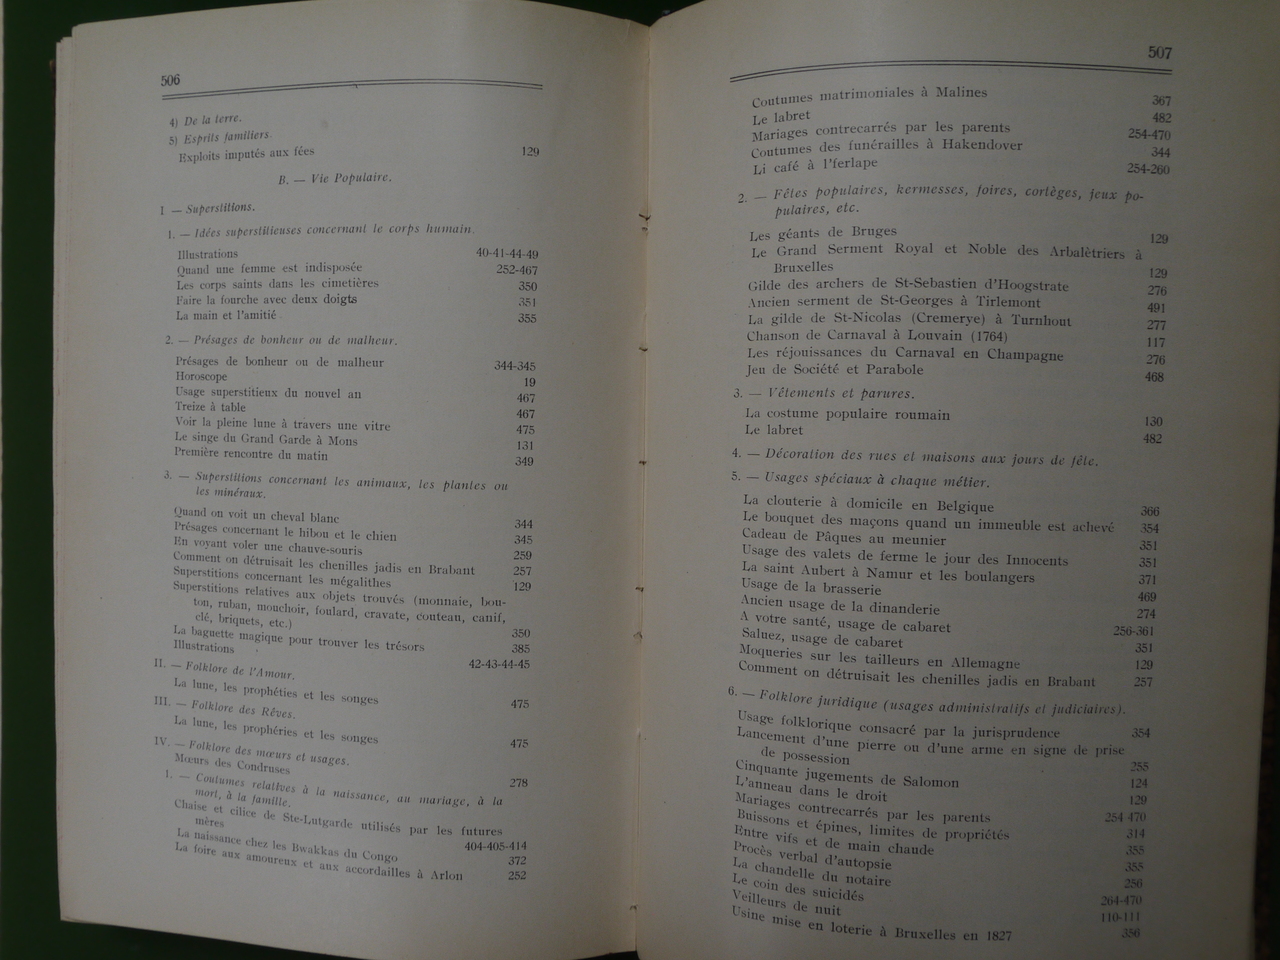 506
4) De la terre.
5) Esprits familiers.
Exploits imputés aux fées 129
B. — Vie Populaire.
I — Superstitions.
1. — Idées superstitieuses concernant le corps humain.
Illustrations 40-41-44-49
Quand une femme est indisposée 252-467
Les corps saints dans les cimetières 350
Faire la fourche avec deux doigts 351
La main et l'amitié 355
2. — Présages de bonheur ou de malheur.
Présages de bonheur ou de malheur 344-345
Horoscope 19
Usage superstitieux du nouvel an 467
Treize à table 467
Voir la pleine lune à travers une vitre 475
Le singe du Grand Garde à Mons 131
Première rencontre du matin 349
3. — Superstitions concernant les animaux, les plantes ou
les minéraux.
Quand on voit un cheval blanc 344
Présages concernant le hibou et le chien 345
En voyant voler une chauve-souris 259
Comment on détruisait les chenilles jadis en Brabant 257
Superstitions concernant les mégalithes 129
Superstitions relatives aux objets trouvés (monnaie, bou-
ton, ruban, mouchoir, foulard, cravate, couteau, canif,
clé, briquets, etc.) 350
La baguette magique pour trouver les trésors 385
Illustrations 42-43-44-45
II. — Folklore de l'Amour.
La lune, les prophéties et les songes 475
III. — Folklore des Rêves.
La lune, les prophéries et les songes 475
IV. — Folklore des mœurs et usages.
Mœurs des Condruses 278
1. — Coutumes relatives à la naissance, au mariage, à la
mort, à la famille.
Chaise et cilice de Ste-Lutgarde utilisés par les futures
mères 404-405-414
La naissance chez les Bwakkas du Congo 372
La foire aux amoureux et aux accordailles à Arlon 252
507
Coutumes matrimoniales à Malines 367
Le labret 482
Mariages contrecarrés par les parents 254-470
Coutumes des funérailles à Hakendover 344
Li café à l'ferlape 254-260
2. — Fêtes populaires, kermesses, foires, cortèges, jeux po-
pulaires, etc.
Les géants de Bruges 129
Le Grand Serment Royal et Noble des Arbalètriers à
Bruxelles 129
Gilde des archers de St-Sebastien d'Hoogstrate 276
Ancien serment de St-Georges à Tirlemont 491
La gilde de St-Nicolas (Cremerye) à Turnhout 277
Chanson de Carnaval à Louvain (1764) 117
Les réjouissances du Carnaval en Champagne 276
Jeu de Société et Parabole 468
3. — Vêtements et parures.
La costume populaire roumain 130
Le labret 482
4. — Décoration des rues et maisons aux jours de fête.
5. — Usages spéciaux à chaque métier.
La clouterie à domicile en Belgique 366
Le bouquet des maçons quand un immeuble est achevé 354
Cadeau de Pâques au meunier 351
Usage des valets de ferme le jour des Innocents 351
La saint Aubert à Namur et les boulangers 371
Usage de la brasserie 469
Ancien usage de la dinanderie 274
A votre santé, usage de cabaret 256-361
Saluez, usage de cabaret 351
Moqueries sur les tailleurs en Allemagne 129
Comment on détruisait les chenilles jadis en Brabant 257
6. — Folklore juridique (usages administratifs et judiciaires).
Usage folklorique consacré par la jurisprudence 354
Lancement d'une pierre ou d'une arme en signe de prise
de possession 255
Cinquante jugements de Salomon 124
L'anneau dans le droit 129
Mariages contrecarrés par les parents 254 470
Buissons et épines, limites de propriétés 314
Entre vifs et de main chaude 355
Procès verbal d'autopsie 355
La chandelle du notaire 256
Le coin des suicidés 264-470
Veilleurs de nuit 110-111
Usine mise en loterie à Bruxelles en 1827 356